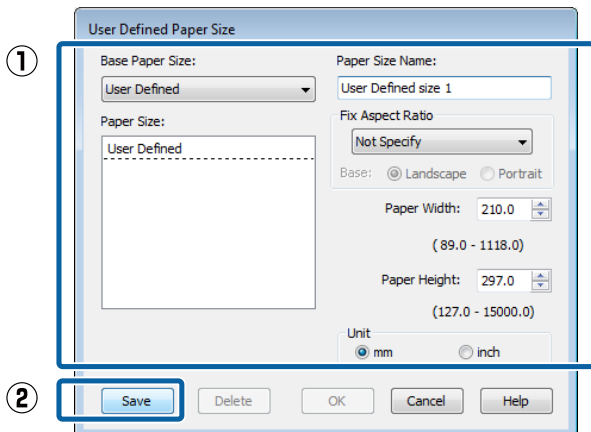 User Defined Paper Size
①
Base Paper Size:
User Defined
Paper Size:
User Defined
Paper Size Name:
User Defined size 1
Fix Aspect Ratio
Not Specify
Base: Landscape Portrait
Paper Width: 210.0
( 89.0 - 1118.0)
Paper Height: 297.0
(127.0 - 15000.0)
Unit
mm inch
②
Save Delete OK Cancel Help